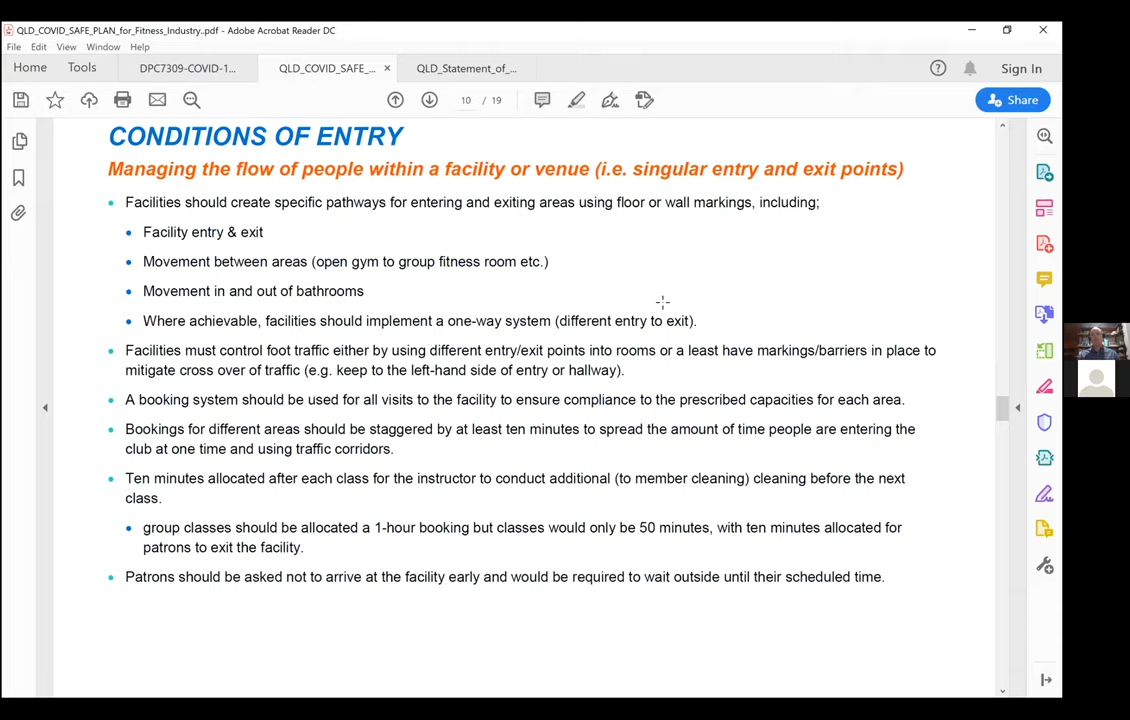 QLD_COVID_SAFE_PLAN_for_Fitness_Industry..pdf - Adobe Acrobat Reader DC
File Edit View Window Help
Home Tools DPC7309-COVID-1... QLD_COVID_SAFE_... × QLD_Statement_of_... Sign In
10 / 19 Share
CONDITIONS OF ENTRY
Managing the flow of people within a facility or venue (i.e. singular entry and exit points)
• Facilities should create specific pathways for entering and exiting areas using floor or wall markings, including;
• Facility entry & exit
• Movement between areas (open gym to group fitness room etc.)
• Movement in and out of bathrooms
• Where achievable, facilities should implement a one-way system (different entry to exit).
• Facilities must control foot traffic either by using different entry/exit points into rooms or a least have markings/barriers in place to
mitigate cross over of traffic (e.g. keep to the left-hand side of entry or hallway).
• A booking system should be used for all visits to the facility to ensure compliance to the prescribed capacities for each area.
• Bookings for different areas should be staggered by at least ten minutes to spread the amount of time people are entering the
club at one time and using traffic corridors.
• Ten minutes allocated after each class for the instructor to conduct additional (to member cleaning) cleaning before the next
class.
• group classes should be allocated a 1-hour booking but classes would only be 50 minutes, with ten minutes allocated for
patrons to exit the facility.
• Patrons should be asked not to arrive at the facility early and would be required to wait outside until their scheduled time.